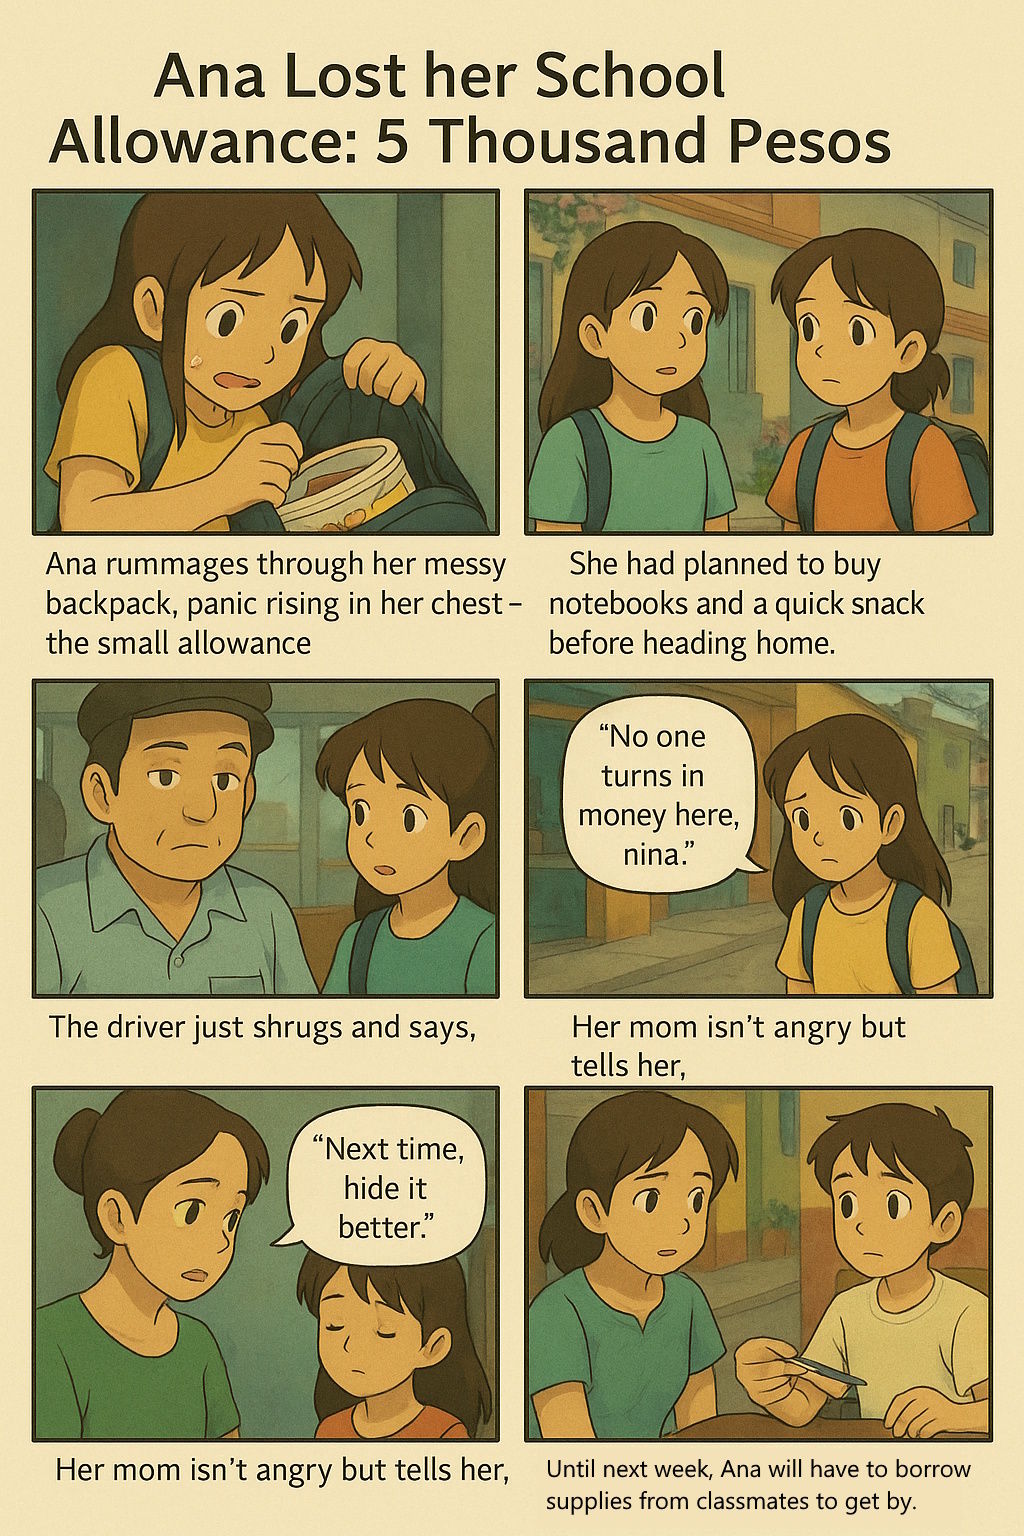 Ana Lost her School
Allowance: 5 Thousand Pesos
Ana rummages through her messy
backpack, panic rising in her chest –
the small allowance
She had planned to buy
notebooks and a quick snack
before heading home.
The driver just shrugs and says,
“No one
turns in
money here,
nina.”
Her mom isn’t angry but
tells her,
“Next time,
hide it
better.”
Her mom isn’t angry but tells her,
Until next week, Ana will have to borrow
supplies from classmates to get by.